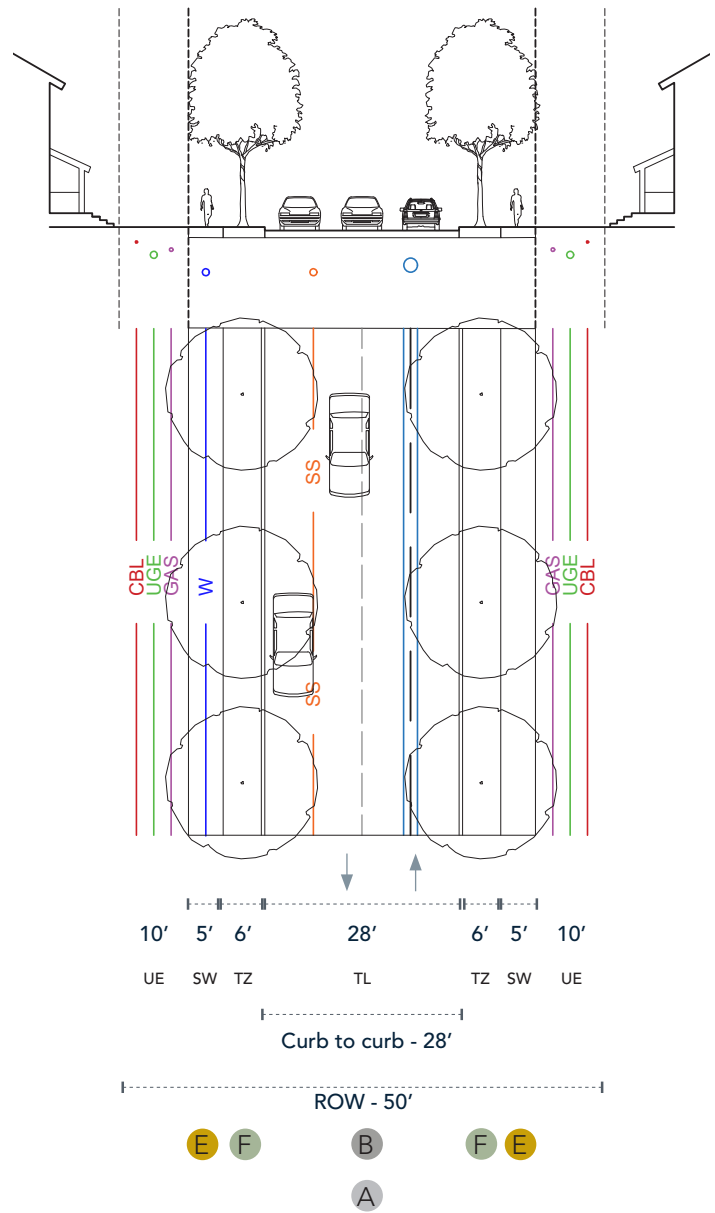 SS
CBL
UGE
GAS
W
GAS
UGE
CBL
SS
10’ 5’ 6’ 28’ 6’ 5’ 10’
UE SW TZ TL TZ SW UE
Curb to curb - 28’
ROW - 50’
E F B F E
A